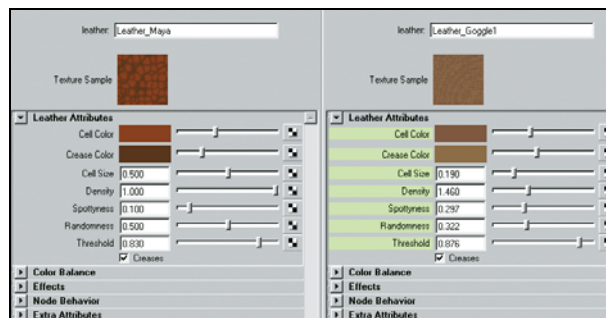 leather: Leather_Maya
Texture Sample
Leather Attributes
Cell Color
Crease Color
Cell Size 0.500
Density 1.000
Spottyness 0.100
Randomness 0.500
Threshold 0.830
Creases
Color Balance
Effects
Node Behavior
Extra Attributes
leather: Leather_Goggle1
Texture Sample
Leather Attributes
Cell Color
Crease Color
Cell Size 0.190
Density 1.460
Spottyness 0.297
Randomness 0.322
Threshold 0.876
Creases
Color Balance
Effects
Node Behavior
Extra Attributes